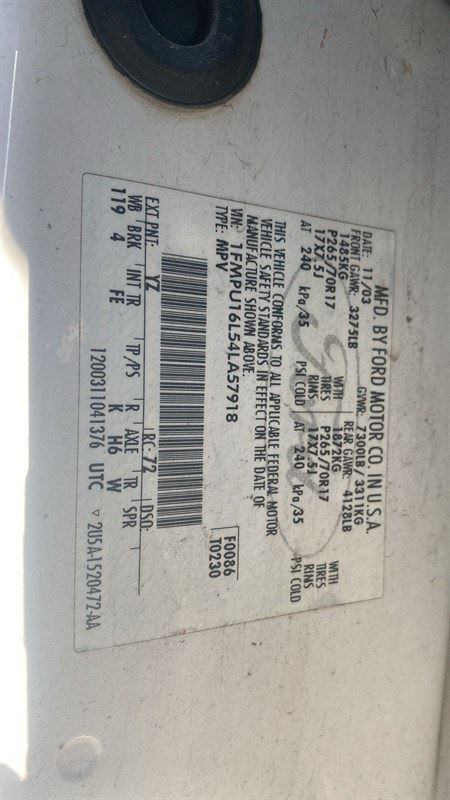 MFD. BY FORD MOTOR CO. IN U.S.A.
DATE: 11/03 GVWR: 7300LB / 3311KG
FRONT GAWR: 3275LB REAR GAWR: 4128LB
1485KG WITH 1872KG WITH
P265/70R17 TIRES P265/70R17 TIRES
17X7.5J RIMS 17X7.5J RIMS
AT 240 kPa/35 PSI COLD AT 240 kPa/35 PSI COLD
THIS VEHICLE CONFORMS TO ALL APPLICABLE FEDERAL MOTOR
VEHICLE SAFETY STANDARDS IN EFFECT ON THE DATE OF
MANUFACTURE SHOWN ABOVE.
VIN: 1FMPU16L54LA57918
TYPE: MPV
F0086
T0230
EXT PNT: YZ RC: 72 DSO:
WB BRK INT TR TP/PS R AXLE TR SPR
119 4 FE K H6 W
1200311041376 UTC
▽ 2U5A-1520472-AA